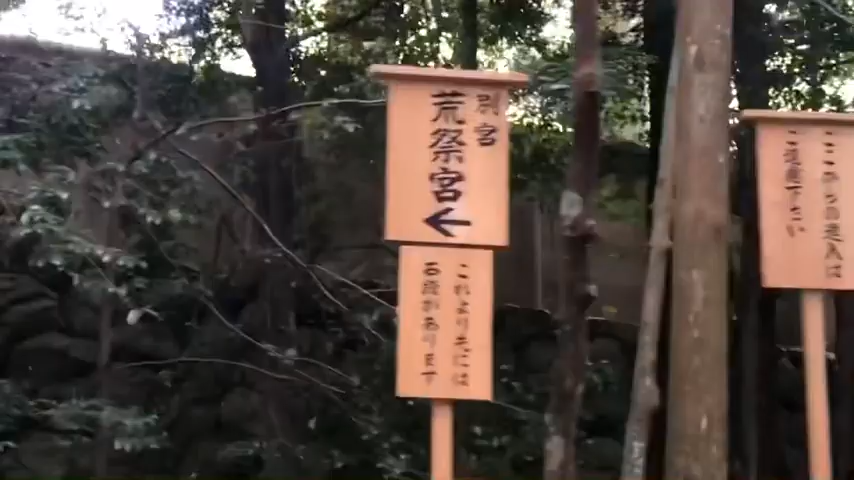 別宮
荒祭宮
←
これより先には
石段があります
ここからの進入は
ご遠慮下さい